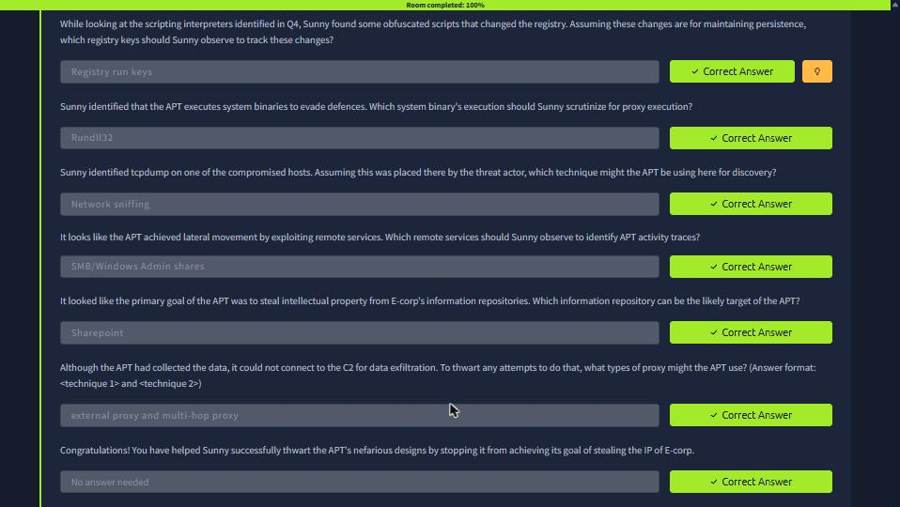 Room completed: 100%
While looking at the scripting interpreters identified in Q4, Sunny found some obfuscated scripts that changed the registry. Assuming these changes are for maintaining persistence,
which registry keys should Sunny observe to track these changes?
Registry run keys
✓ Correct Answer
Sunny identified that the APT executes system binaries to evade defences. Which system binary's execution should Sunny scrutinize for proxy execution?
Rundll32
✓ Correct Answer
Sunny identified tcpdump on one of the compromised hosts. Assuming this was placed there by the threat actor, which technique might the APT be using here for discovery?
Network sniffing
✓ Correct Answer
It looks like the APT achieved lateral movement by exploiting remote services. Which remote services should Sunny observe to identify APT activity traces?
SMB/Windows Admin shares
✓ Correct Answer
It looked like the primary goal of the APT was to steal intellectual property from E-corp's information repositories. Which information repository can be the likely target of the APT?
Sharepoint
✓ Correct Answer
Although the APT had collected the data, it could not connect to the C2 for data exfiltration. To thwart any attempts to do that, what types of proxy might the APT use? (Answer format:
<technique 1> and <technique 2>)
external proxy and multi-hop proxy
✓ Correct Answer
Congratulations! You have helped Sunny successfully thwart the APT's nefarious designs by stopping it from achieving its goal of stealing the IP of E-corp.
No answer needed
✓ Correct Answer